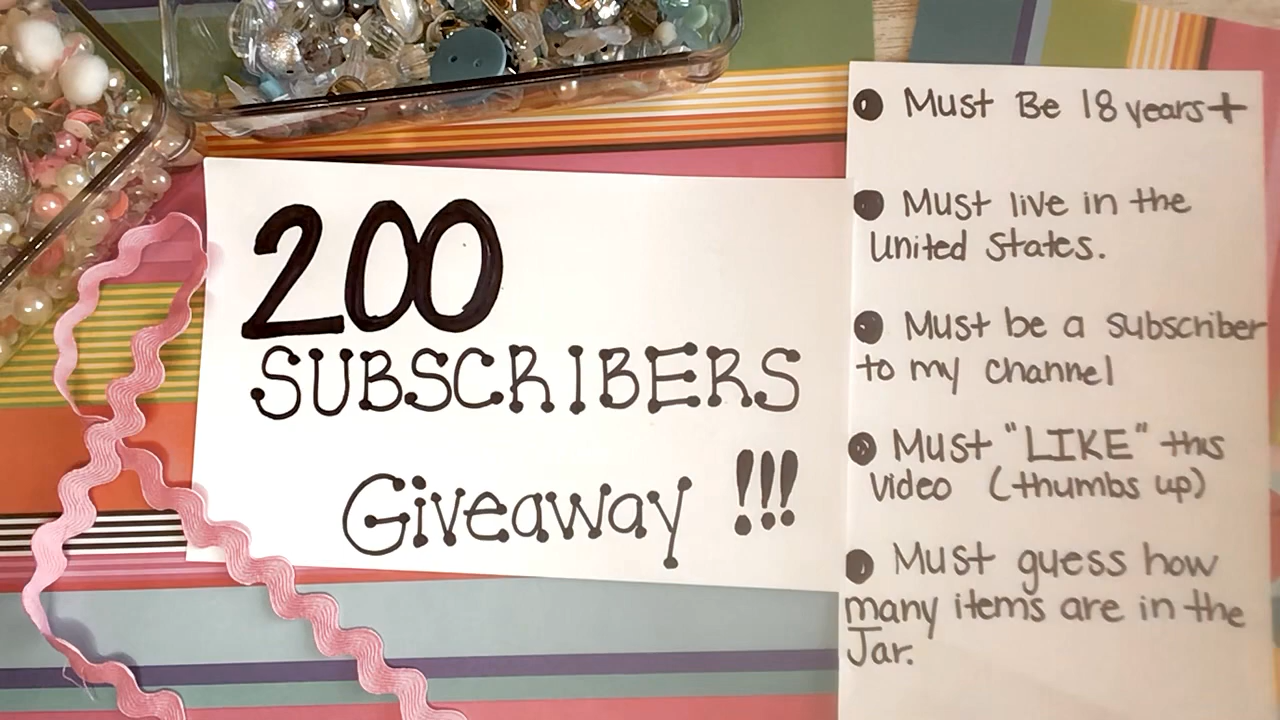 200
SUBSCRIBERS
Giveaway !!!
● Must Be 18 years+
● Must live in the
United States.
● Must be a subscriber
to my channel
● Must "LIKE" this
video (thumbs up)
● Must guess how
many items are in the
Jar.